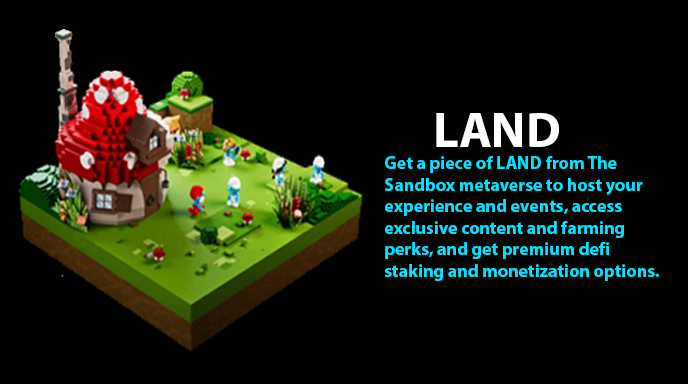 LAND
Get a piece of LAND from The
Sandbox metaverse to host your
experience and events, access
exclusive content and farming
perks, and get premium defi
staking and monetization options.